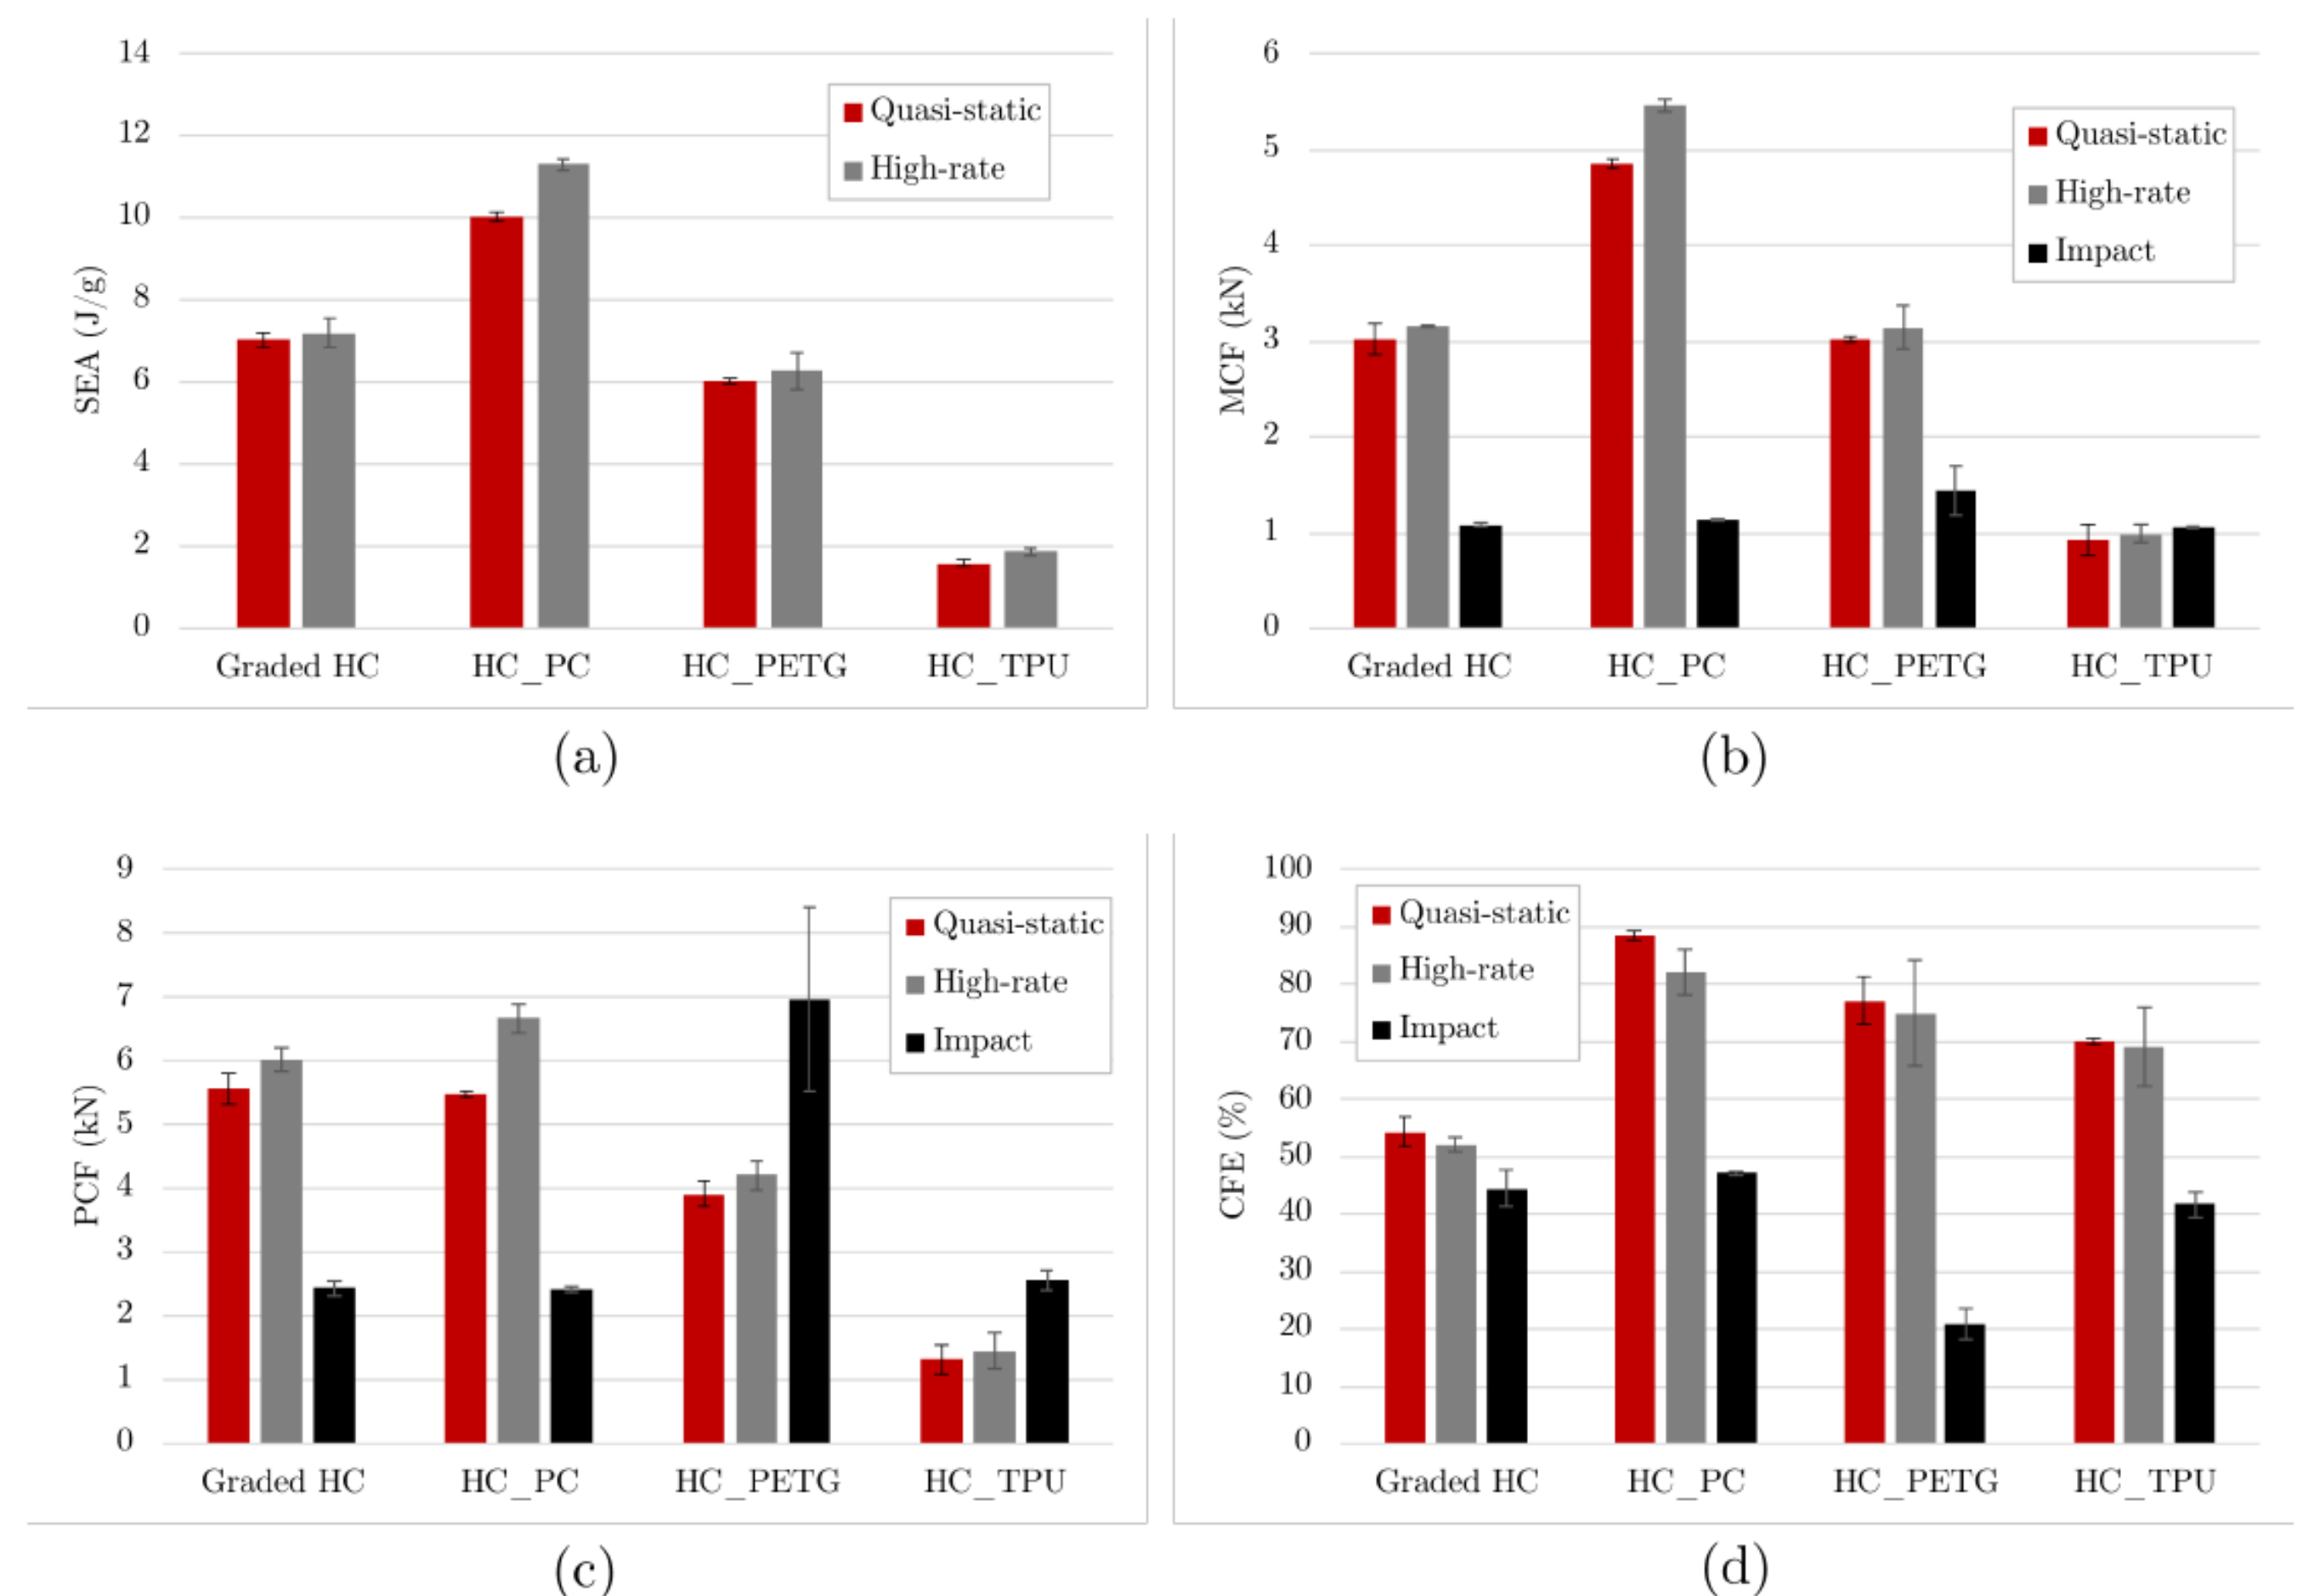 14
12
10
8
6
4
2
0
SEA (J/g)
Quasi-static
High-rate
Graded HC HC_PC HC_PETG HC_TPU
(a)
6
5
4
3
2
1
0
MCF (kN)
Quasi-static
High-rate
Impact
Graded HC HC_PC HC_PETG HC_TPU
(b)
9
8
7
6
5
4
3
2
1
0
PCF (kN)
Quasi-static
High-rate
Impact
Graded HC HC_PC HC_PETG HC_TPU
(c)
100
90
80
70
60
50
40
30
20
10
0
CFE (%)
Quasi-static
High-rate
Impact
Graded HC HC_PC HC_PETG HC_TPU
(d)